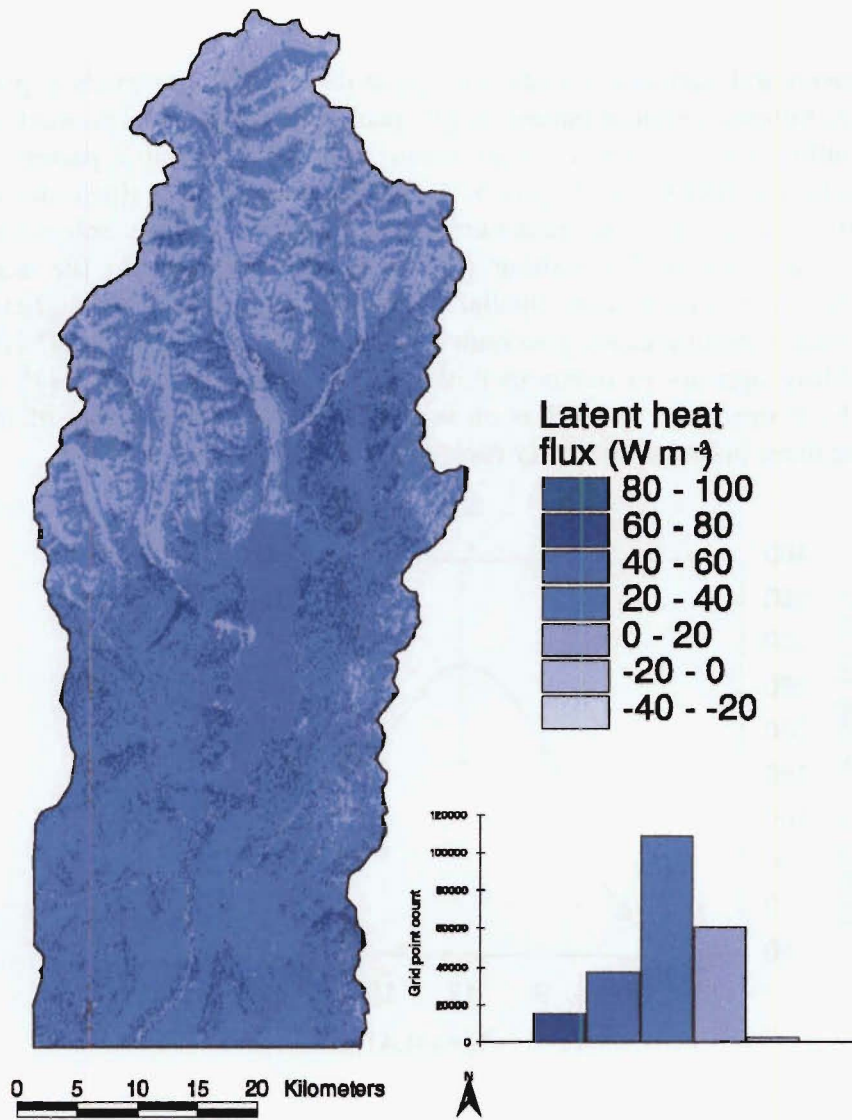 Latent heat
flux (W m⁻²)
80 - 100
60 - 80
40 - 60
20 - 40
0 - 20
-20 - 0
-40 - -20
120000
100000
80000
60000
40000
20000
0
Grid point count
0 5 10 15 20 Kilometers
N